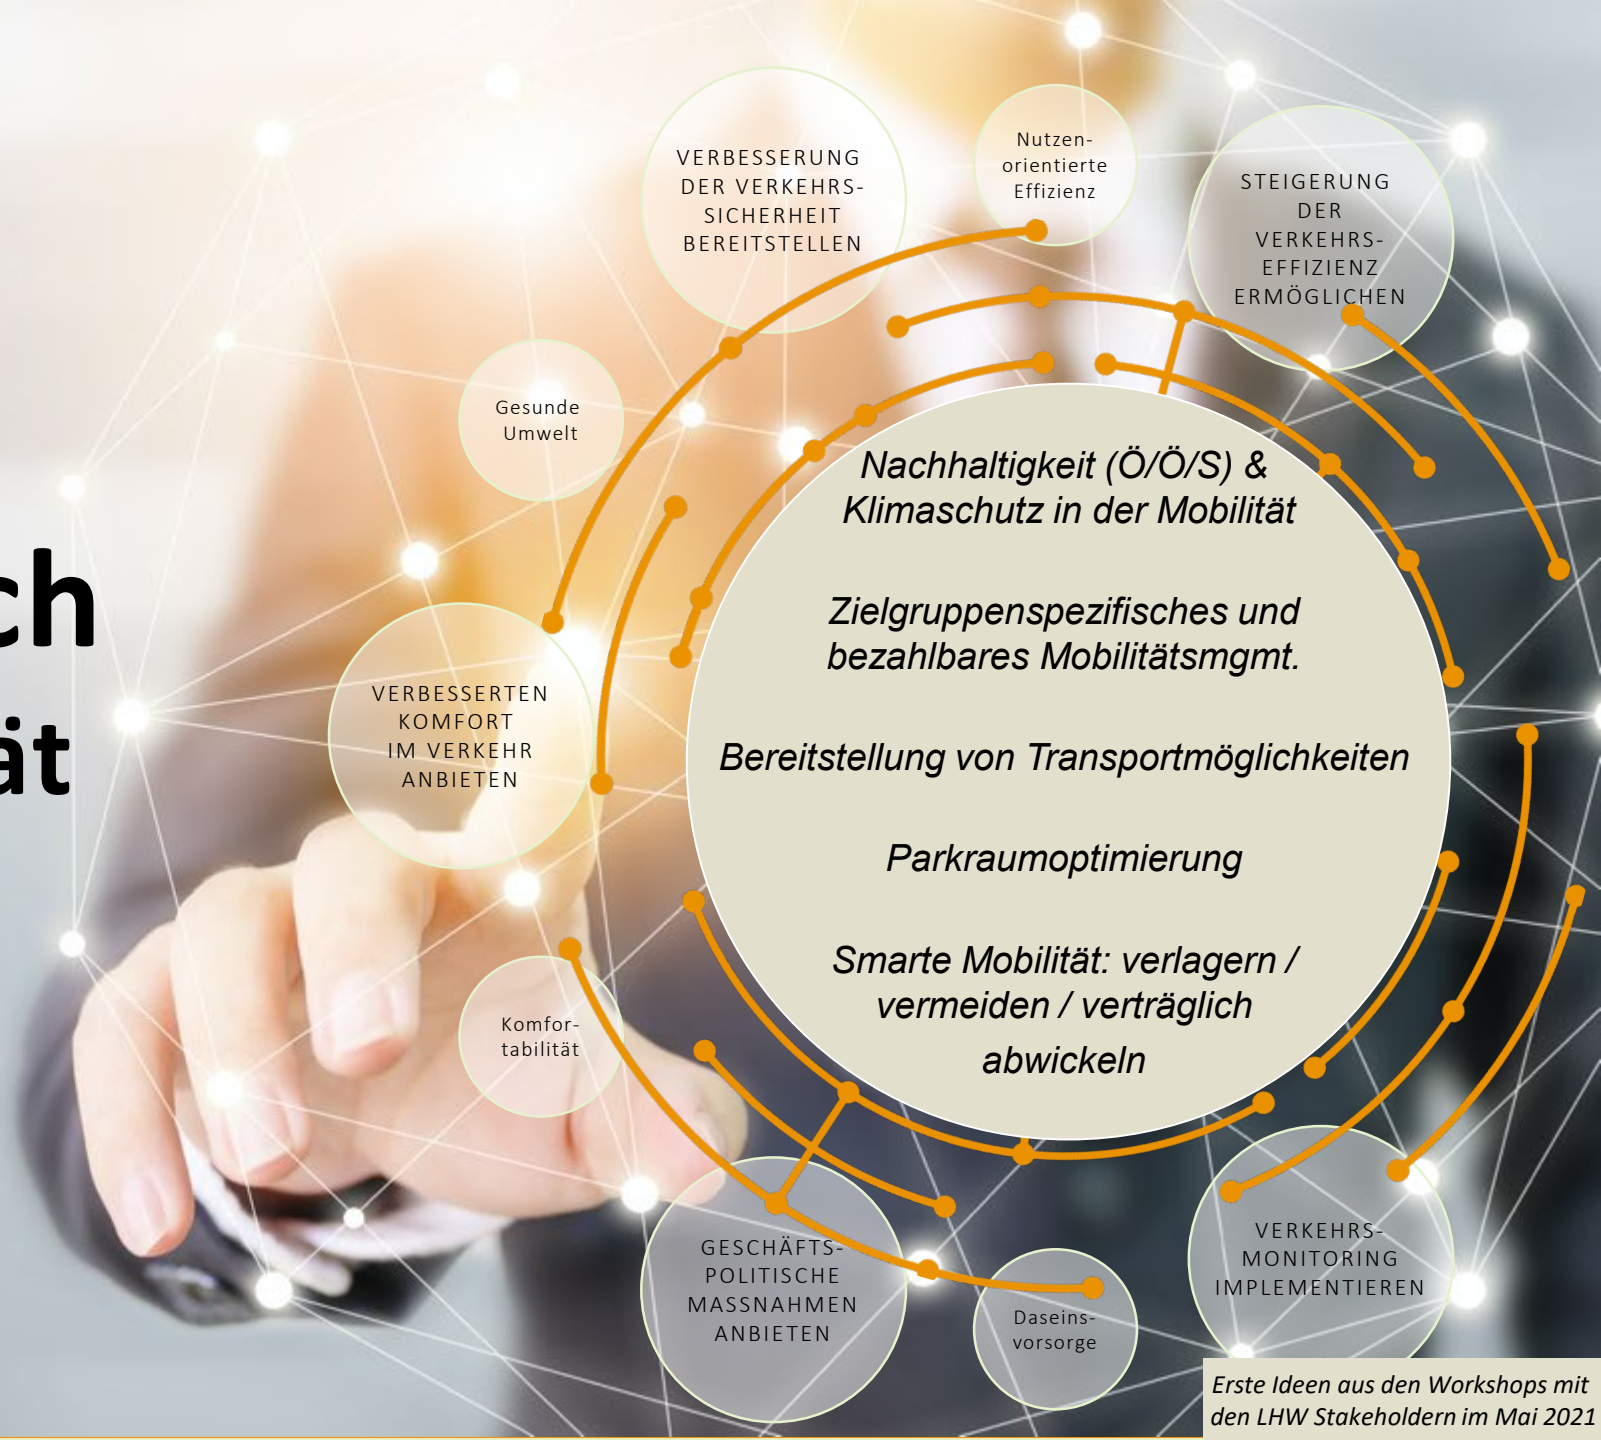 ch
ät
VERBESSERUNG
DER VERKEHRS-
SICHERHEIT
BEREITSTELLEN
Nutzen-
orientierte
Effizienz
STEIGERUNG
DER
VERKEHRS-
EFFIZIENZ
ERMÖGLICHEN
Gesunde
Umwelt
VERBESSERTEN
KOMFORT
IM VERKEHR
ANBIETEN
Nachhaltigkeit (Ö/Ö/S) &
Klimaschutz in der Mobilität
Zielgruppenspezifisches und
bezahlbares Mobilitätsmgmt.
Bereitstellung von Transportmöglichkeiten
Parkraumoptimierung
Smarte Mobilität: verlagern /
vermeiden / verträglich
abwickeln
Komfor-
tabilität
GESCHÄFTS-
POLITISCHE
MASSNAHMEN
ANBIETEN
Daseins-
vorsorge
VERKEHRS-
MONITORING
IMPLEMENTIEREN
Erste Ideen aus den Workshops mit
den LHW Stakeholdern im Mai 2021